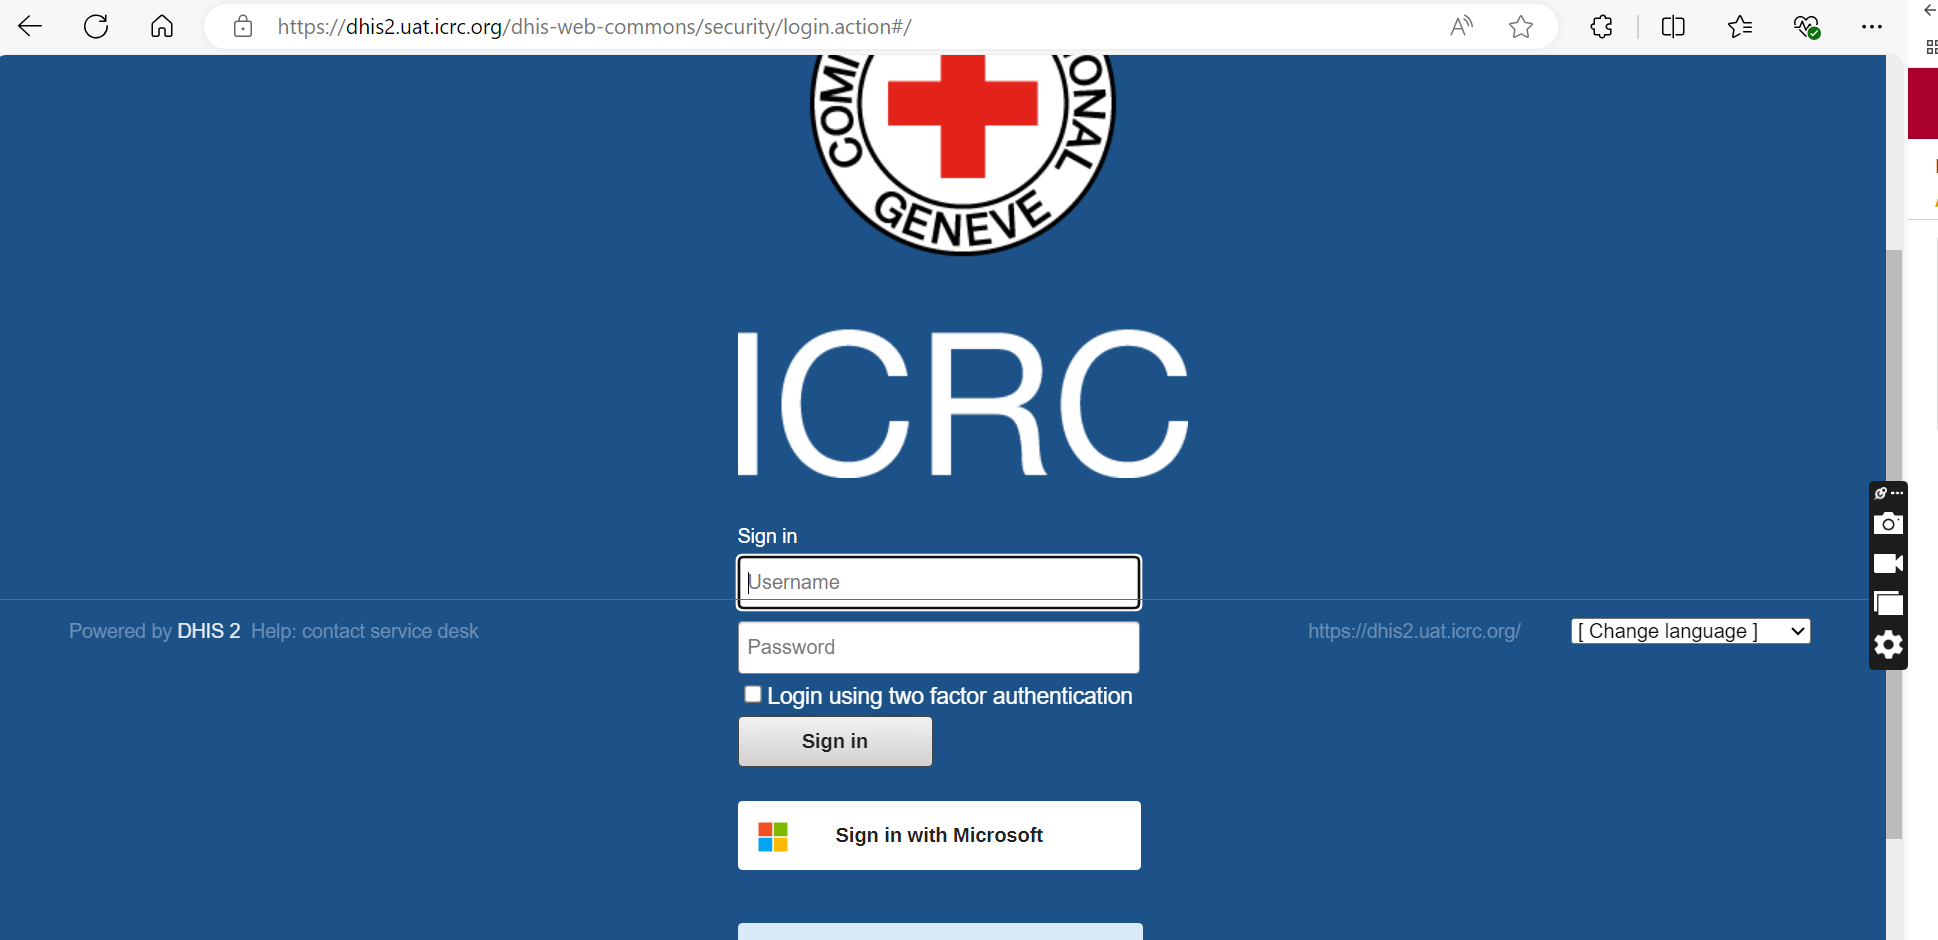 https://dhis2.uat.icrc.org/dhis-web-commons/security/login.action#/
GENEVE
ICRC
Sign in
Username
Powered by DHIS 2 Help: contact service desk
https://dhis2.uat.icrc.org/
[ Change language ]
Password
Login using two factor authentication
Sign in
Sign in with Microsoft